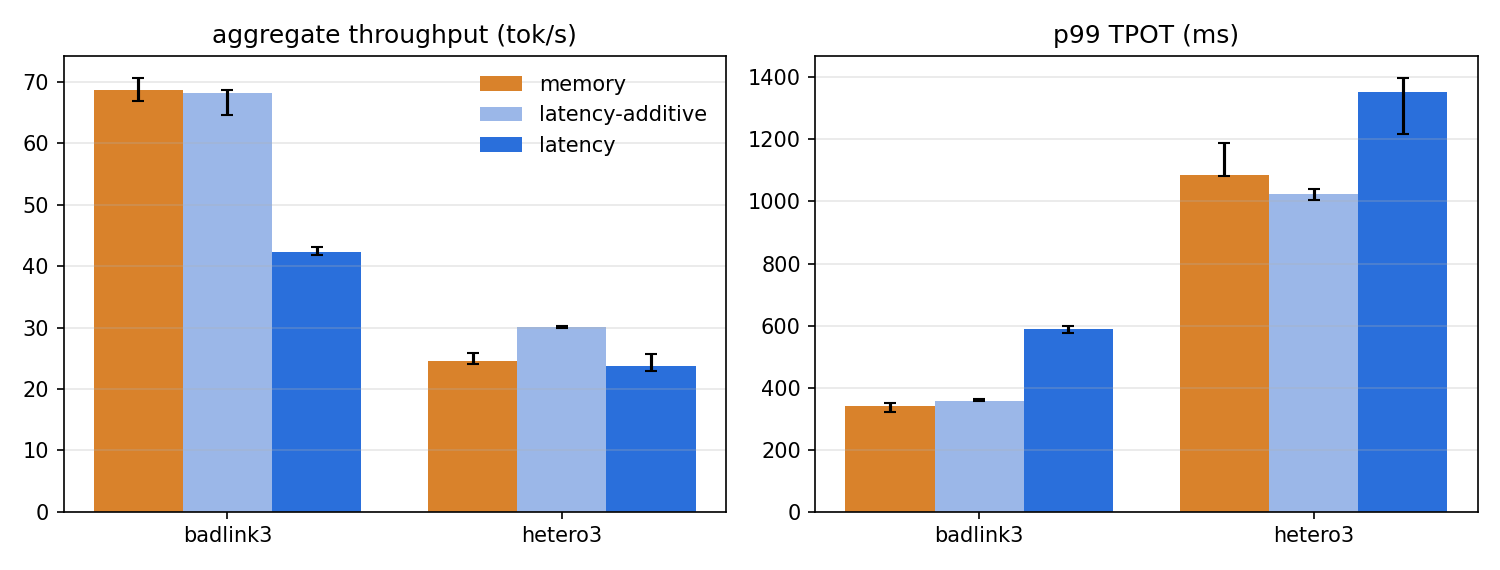 aggregate throughput (tok/s)
70
60
50
40
30
20
10
0
memory
latency-additive
latency
badlink3
hetero3
p99 TPOT (ms)
1400
1200
1000
800
600
400
200
0
badlink3
hetero3